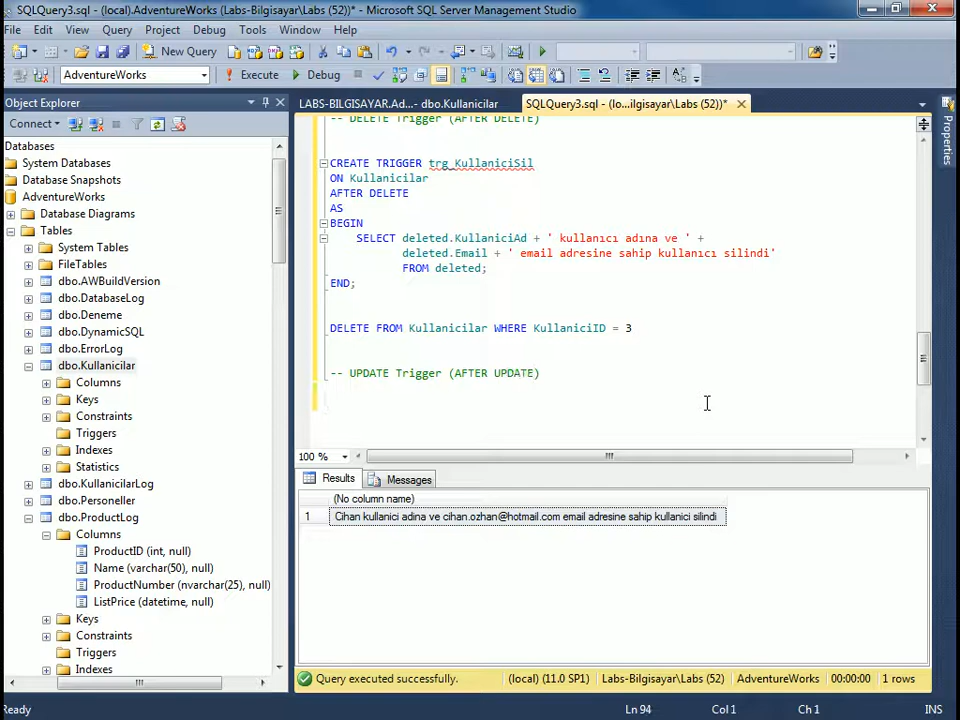 SQLQuery3.sql - (local).AdventureWorks (Labs-Bilgisayar\Labs (52))* - Microsoft SQL Server Management Studio
File Edit View Query Project Debug Tools Window Help
New Query
AdventureWorks Execute Debug
Object Explorer
Connect
Databases
System Databases
Database Snapshots
AdventureWorks
Database Diagrams
Tables
System Tables
FileTables
dbo.AWBuildVersion
dbo.DatabaseLog
dbo.Deneme
dbo.DynamicSQL
dbo.ErrorLog
dbo.Kullanicilar
Columns
Keys
Constraints
Triggers
Indexes
Statistics
dbo.KullanicilarLog
dbo.Personeller
dbo.ProductLog
Columns
ProductID (int, null)
Name (varchar(50), null)
ProductNumber (nvarchar(25), null)
ListPrice (datetime, null)
Keys
Constraints
Triggers
Indexes
LABS-BILGISAYAR.Ad...- dbo.Kullanicilar SQLQuery3.sql - (lo...ilgisayar\Labs (52))*
-- DELETE Trigger (AFTER DELETE)
CREATE TRIGGER trg_KullaniciSil
ON Kullanicilar
AFTER DELETE
AS
BEGIN
SELECT deleted.KullaniciAd + ' kullanıcı adına ve ' +
deleted.Email + ' email adresine sahip kullanıcı silindi'
FROM deleted;
END;
DELETE FROM Kullanicilar WHERE KullaniciID = 3
-- UPDATE Trigger (AFTER UPDATE)
100 %
Results Messages
(No column name)
1 Cihan kullanici adina ve cihan.ozhan@hotmail.com email adresine sahip kullanici silindi
Query executed successfully. (local) (11.0 SP1) Labs-Bilgisayar\Labs (52) AdventureWorks 00:00:00 1 rows
Properties
Ready Ln 94 Col 1 Ch 1 INS